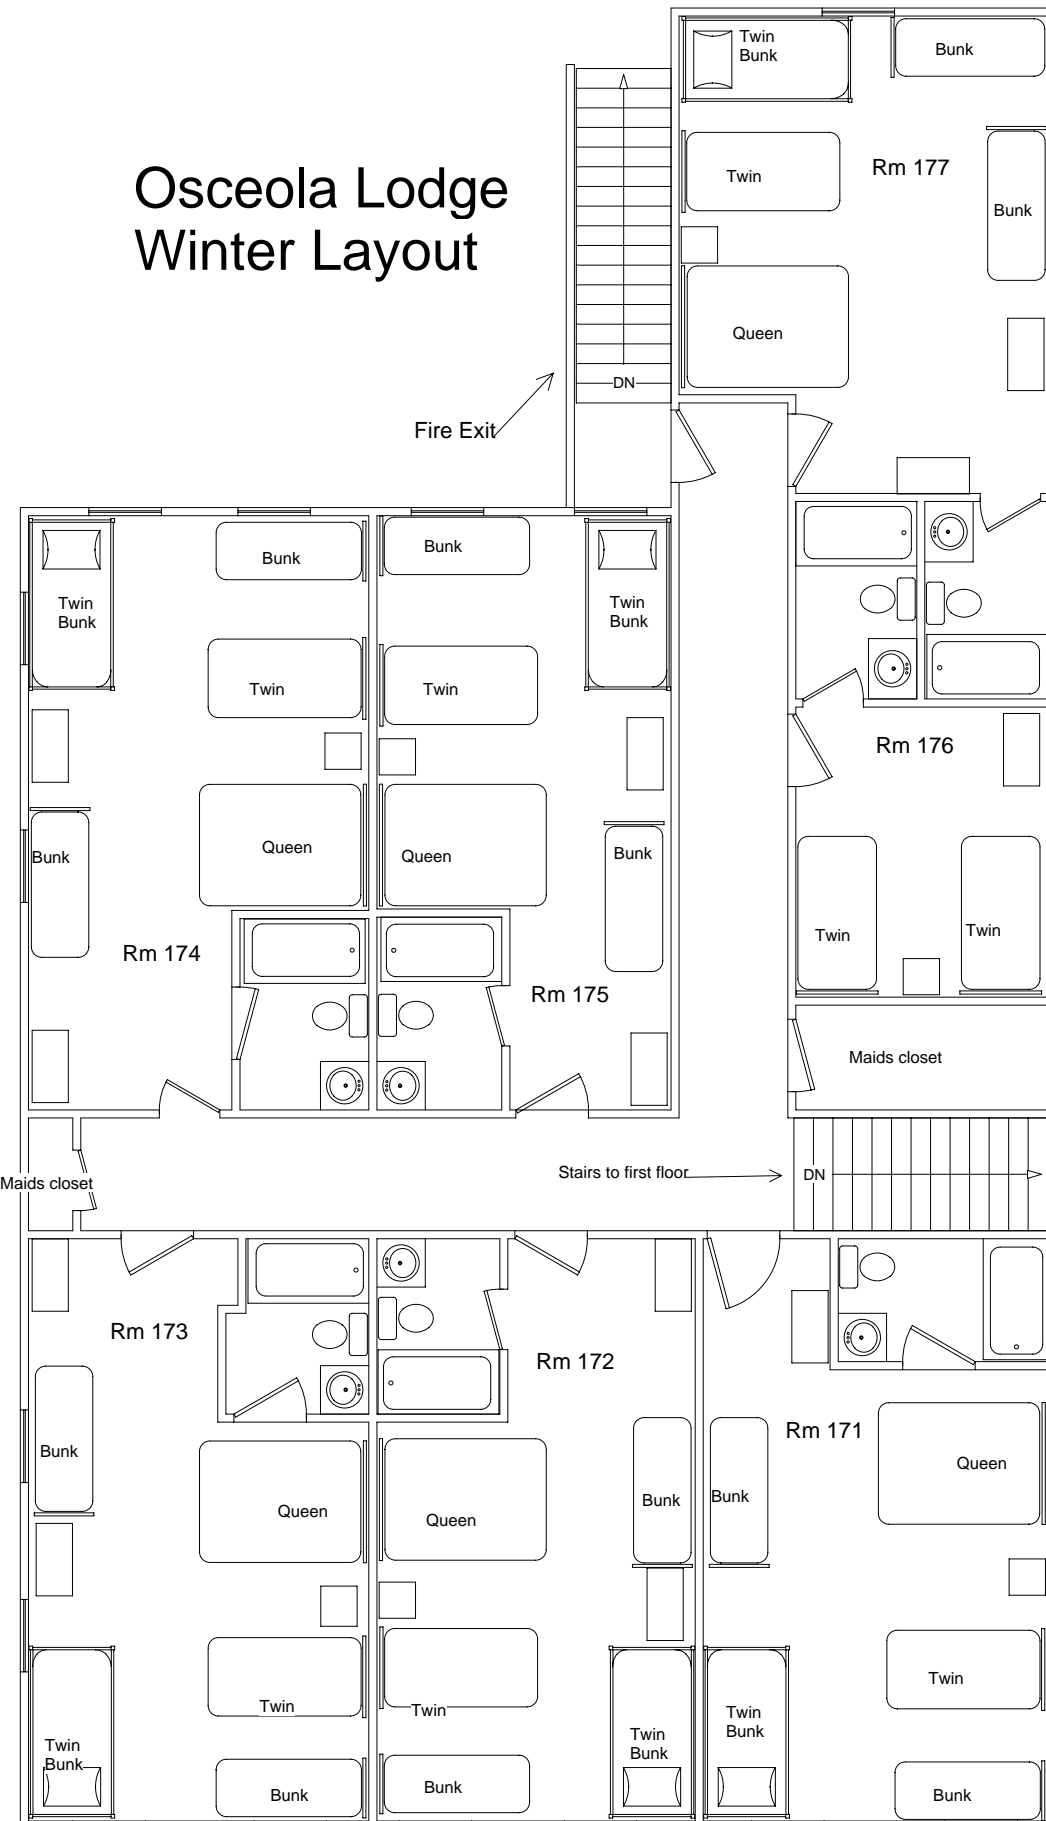 Osceola Lodge
Winter Layout
Twin
Bunk
Bunk
Rm 177
Twin
Bunk
Queen
DN
Fire Exit
Bunk
Bunk
Twin
Bunk
Twin
Bunk
Twin
Twin
Rm 176
Queen
Queen
Bunk
Bunk
Twin
Twin
Rm 174
Rm 175
Maids closet
Stairs to first floor
DN
Maids closet
Rm 173
Rm 172
Rm 171
Bunk
Queen
Bunk
Bunk
Queen
Queen
Twin
Twin
Twin
Twin
Bunk
Twin
Bunk
Twin
Bunk
Bunk
Bunk
Bunk